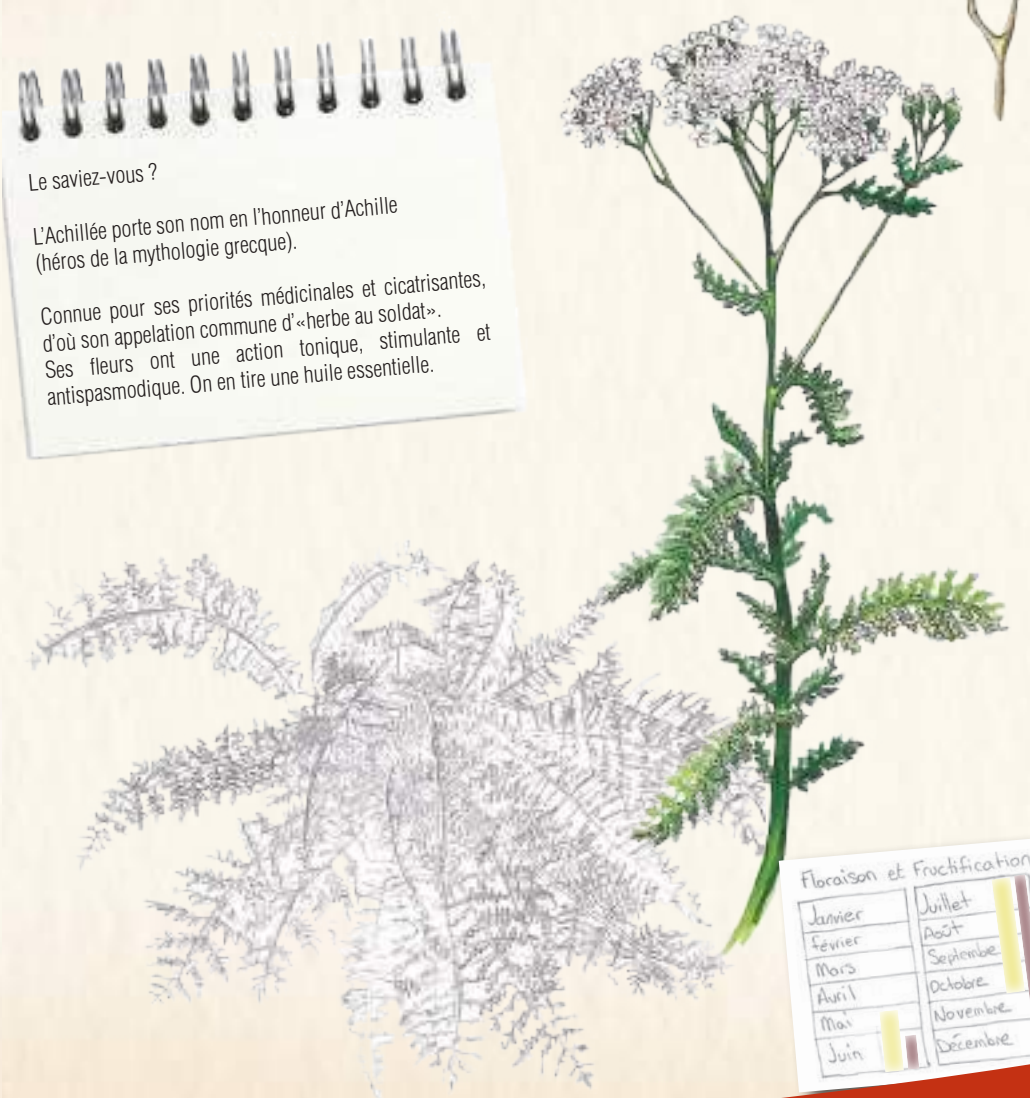 Le saviez-vous ?
L'Achillée porte son nom en l'honneur d'Achille
(héros de la mythologie grecque).
Connue pour ses priorités médicinales et cicatrisantes,
d'où son appelation commune d'«herbe au soldat».
Ses fleurs ont une action tonique, stimulante et
antispasmodique. On en tire une huile essentielle.
Floraison et Fructification
Janvier
février
Mars
Avril
Mai
Juin
Juillet
Août
Septembre
Octobre
Novembre
Décembre